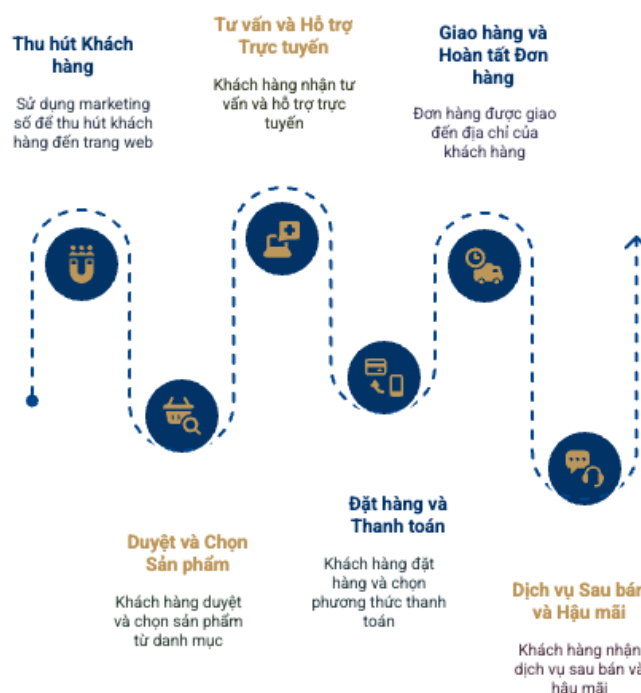 Thu hút Khách
hàng
Sử dụng marketing
số để thu hút khách
hàng đến trang web
Duyệt và Chọn
Sản phẩm
Khách hàng duyệt
và chọn sản phẩm
từ danh mục
Tư vấn và Hỗ trợ
Trực tuyến
Khách hàng nhận tư
vấn và hỗ trợ trực
tuyến
Đặt hàng và
Thanh toán
Khách hàng đặt
hàng và chọn
phương thức thanh
toán
Giao hàng và
Hoàn tất Đơn
hàng
Đơn hàng được giao
đến địa chỉ của
khách hàng
Dịch vụ Sau bán
và Hậu mãi
Khách hàng nhận
dịch vụ sau bán và
hậu mãi